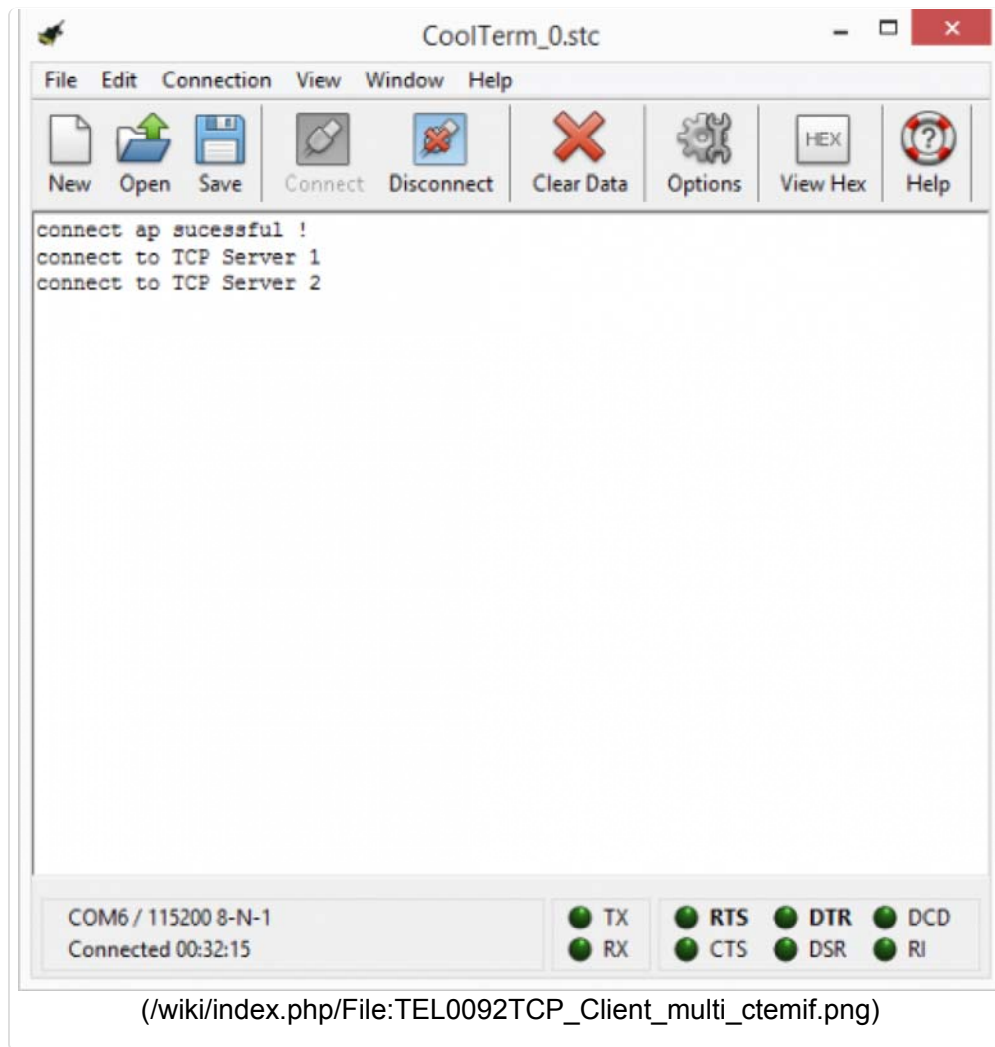 CoolTerm_0.stc
File Edit Connection View Window Help
HEX
New Open Save Connect Disconnect Clear Data Options View Hex Help
connect ap sucessful !
connect to TCP Server 1
connect to TCP Server 2
COM6 / 115200 8-N-1
Connected 00:32:15
TX RTS DTR DCD
RX CTS DSR RI
(/wiki/index.php/File:TEL0092TCP_Client_multi_ctemif.png)